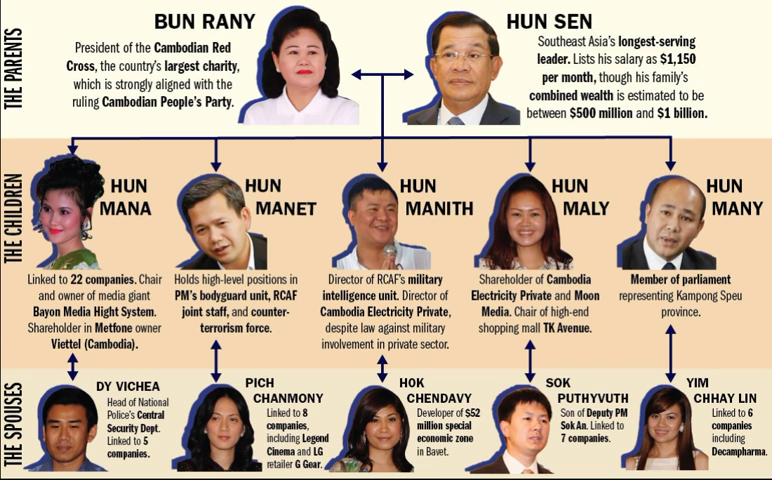 THE PARENTS
BUN RANY
President of the Cambodian Red
Cross, the country's largest charity,
which is strongly aligned with the
ruling Cambodian People's Party.
HUN SEN
Southeast Asia's longest-serving
leader. Lists his salary as $1,150
per month, though his family's
combined wealth is estimated to be
between $500 million and $1 billion.
THE CHILDREN
HUN
MANA
Linked to 22 companies. Chair
and owner of media giant
Bayon Media Hight System.
Shareholder in Metfone owner
Viettel (Cambodia).
HUN
MANET
Holds high-level positions in
PM's bodyguard unit, RCAF
joint staff, and counter-
terrorism force.
HUN
MANITH
Director of RCAF's military
intelligence unit. Director of
Cambodia Electricity Private,
despite law against military
involvement in private sector.
HUN
MALY
Shareholder of Cambodia
Electricity Private and Moon
Media. Chair of high-end
shopping mall TK Avenue.
HUN
MANY
Member of parliament
representing Kampong Speu
province.
THE SPOUSES
DY VICHEA
Head of National
Police's Central
Security Dept.
Linked to 5
companies.
PICH
CHANMONY
Linked to 8
companies,
including Legend
Cinema and LG
retailer G Gear.
HOK
CHENDAVY
Developer of $52
million special
economic zone
in Bavet.
SOK
PUTHYVUTH
Son of Deputy PM
Sok An. Linked to
7 companies.
YIM
CHHAY LIN
Linked to 6
companies
including
Decampharma.